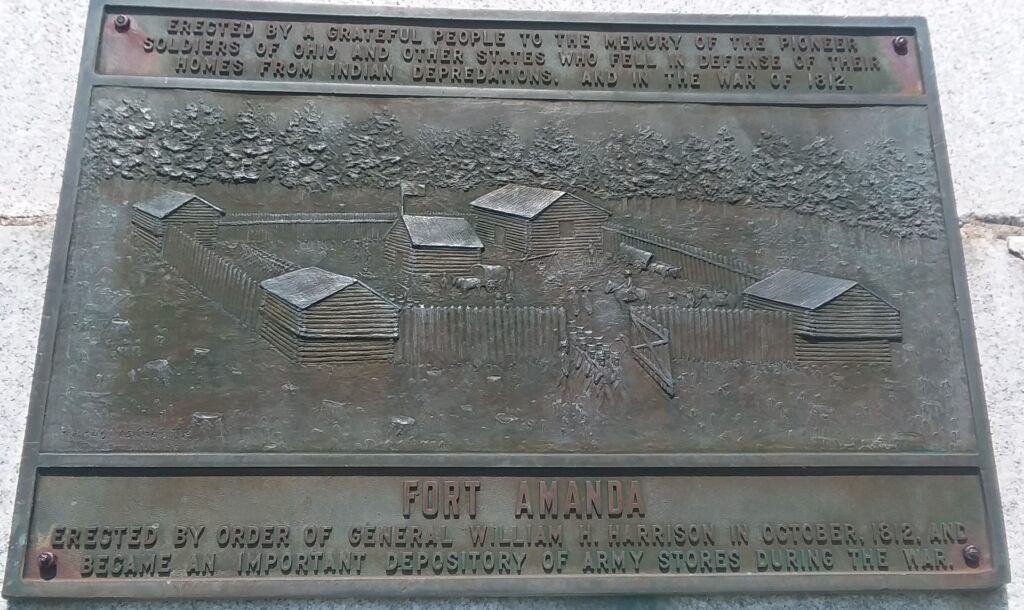 ERECTED BY A GRATEFUL PEOPLE TO THE MEMORY OF THE PIONEER
SOLDIERS OF OHIO AND OTHER STATES WHO FELL IN DEFENSE OF THEIR
HOMES FROM INDIAN DEPREDATIONS, AND IN THE WAR OF 1812.
FORT AMANDA
ERECTED BY ORDER OF GENERAL WILLIAM H. HARRISON IN OCTOBER, 1812, AND
BECAME AN IMPORTANT DEPOSITORY OF ARMY STORES DURING THE WAR.